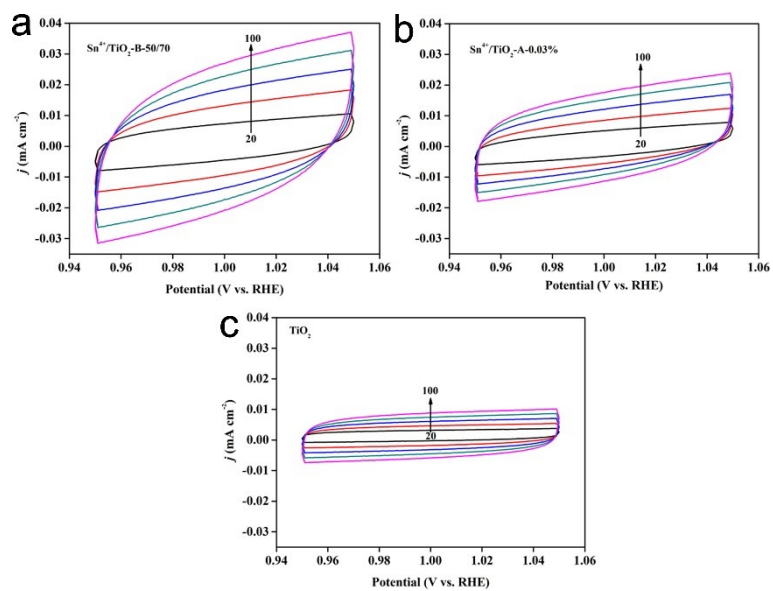 a
Sn⁴⁺/TiO₂-B-50/70
100
20
0.04
0.03
0.02
0.01
0.00
-0.01
-0.02
-0.03
j (mA cm⁻²)
0.94 0.96 0.98 1.00 1.02 1.04 1.06
Potential (V vs. RHE)
b
Sn⁴⁺/TiO₂-A-0.03%
100
20
0.04
0.03
0.02
0.01
0.00
-0.01
-0.02
-0.03
j (mA cm⁻²)
0.94 0.96 0.98 1.00 1.02 1.04 1.06
Potential (V vs. RHE)
c
TiO₂
100
20
0.04
0.03
0.02
0.01
0.00
-0.01
-0.02
-0.03
j (mA cm⁻²)
0.94 0.96 0.98 1.00 1.02 1.04 1.06
Potential (V vs. RHE)